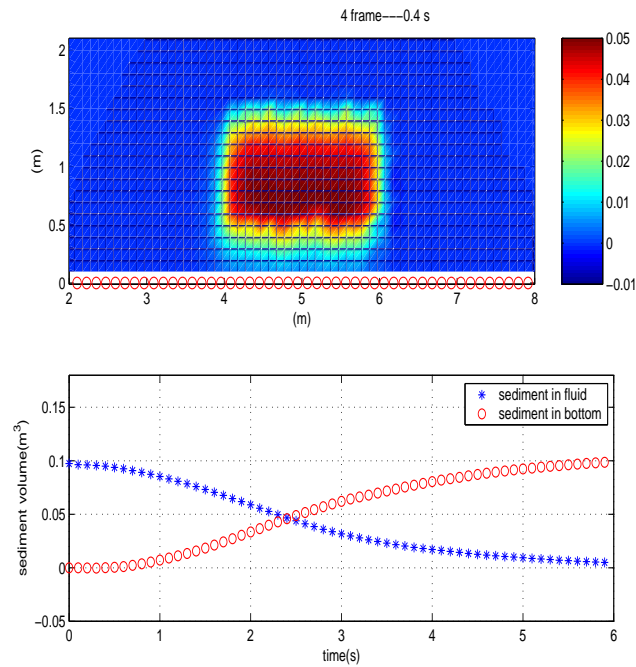 4 frame---0.4 s
2
1.5
1
0.5
0
(m)
2 3 4 5 6 7 8
(m)
0.05
0.04
0.03
0.02
0.01
0
−0.01
0.15
0.1
0.05
0
−0.05
sediment volume(m³)
sediment in fluid
sediment in bottom
0 1 2 3 4 5 6
time(s)